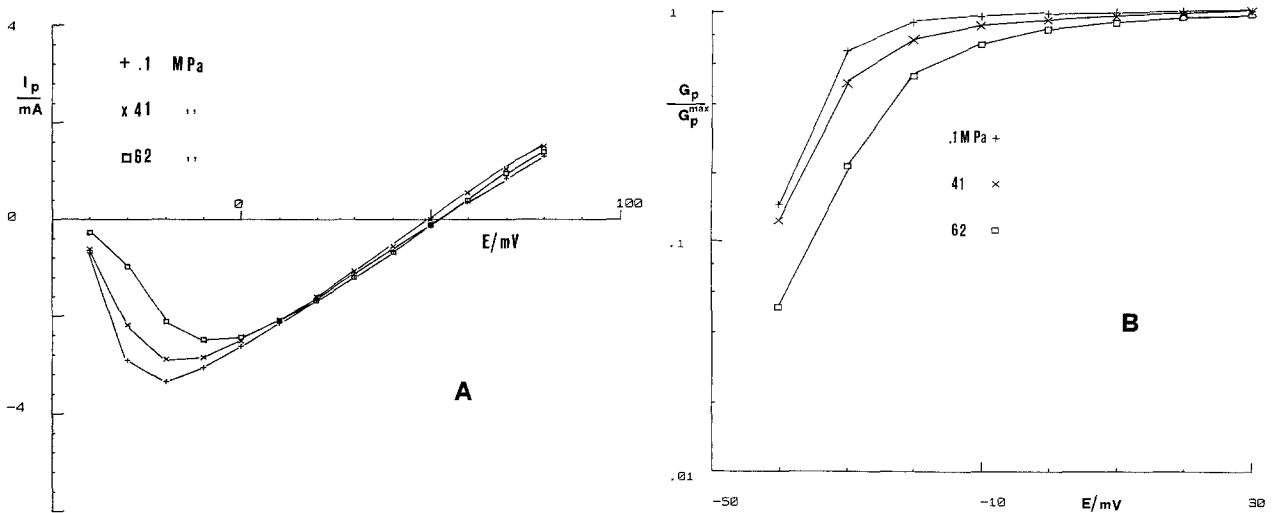 4
I_p
mA
+ .1 MPa
x 41 ,,
□ 62 ,,
0
0
100
E/mV
-4
A
1
G_p
G_p^max
.1 MPa +
41 ×
62 □
.1
B
.01
-50
-10
E/mV
30